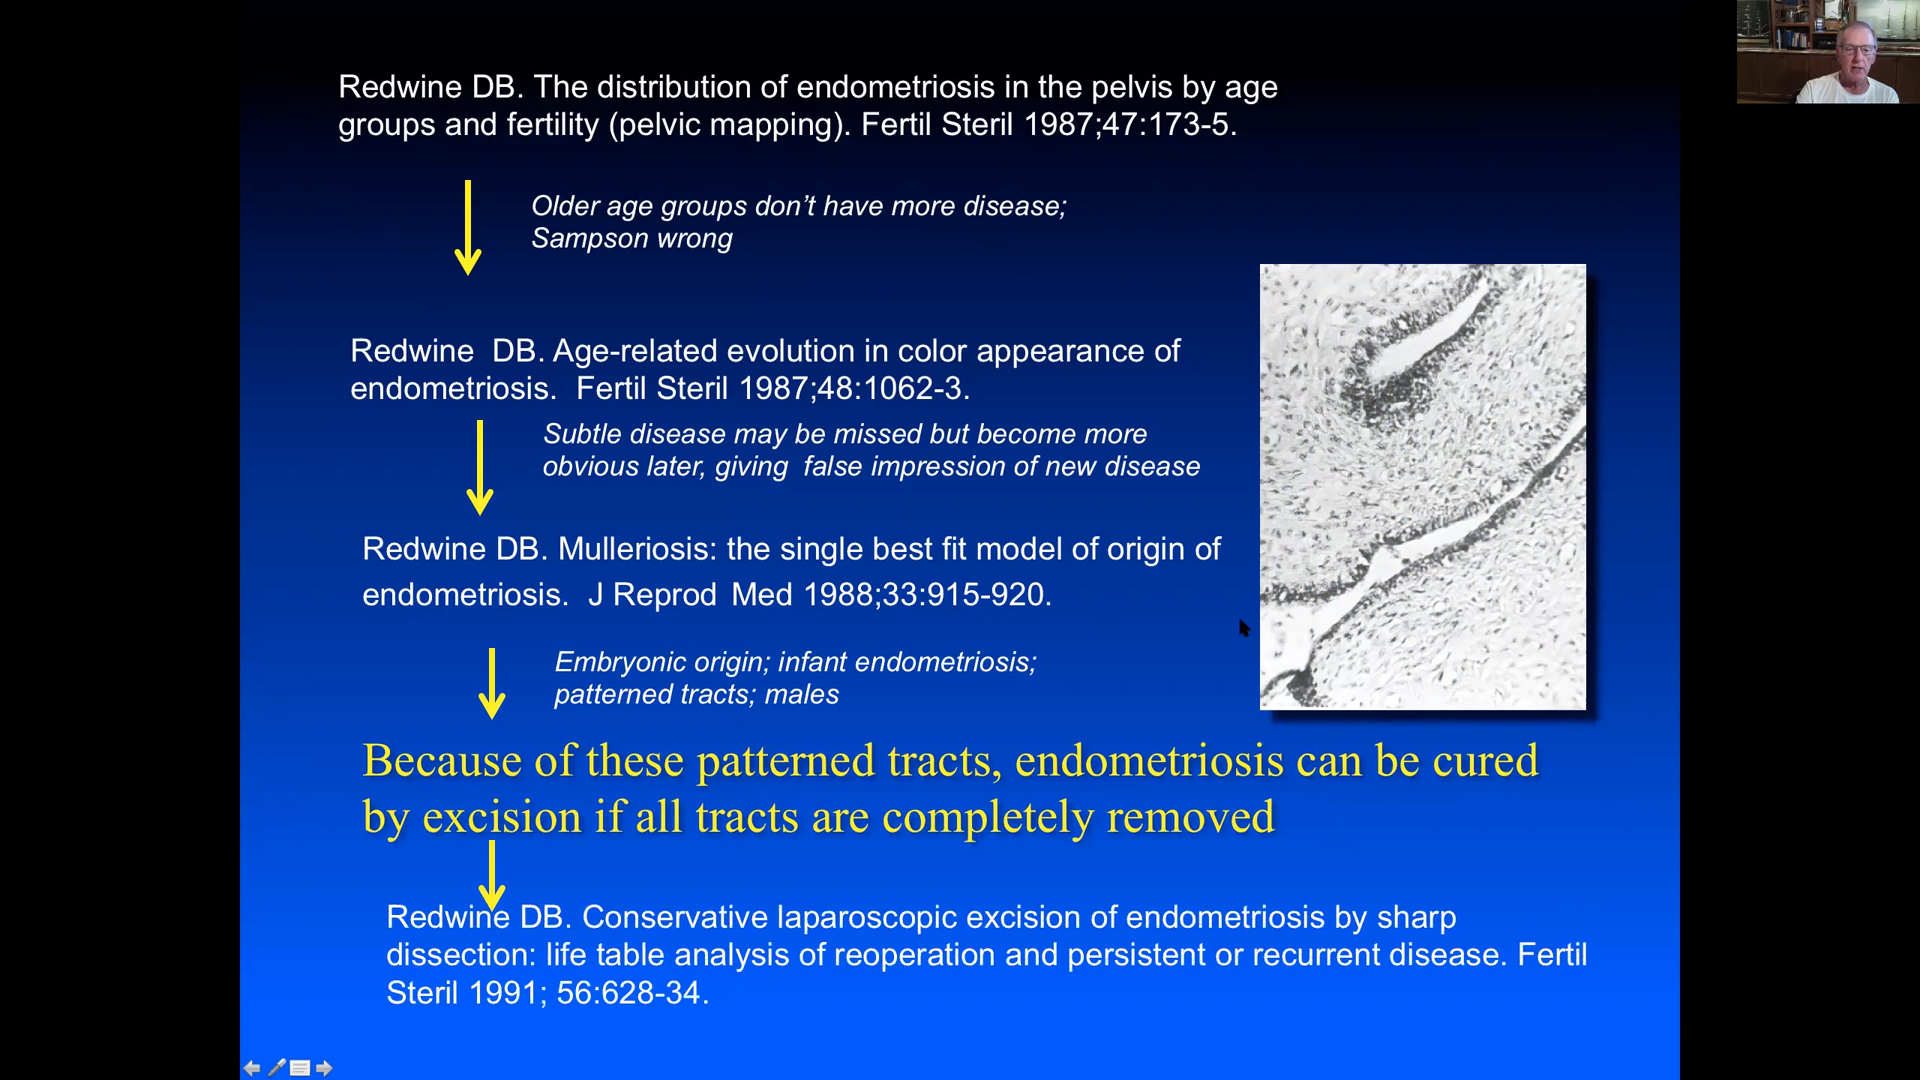 Redwine DB. The distribution of endometriosis in the pelvis by age
groups and fertility (pelvic mapping). Fertil Steril 1987;47:173-5.
Older age groups don’t have more disease;
Sampson wrong
Redwine  DB. Age-related evolution in color appearance of
endometriosis.  Fertil Steril 1987;48:1062-3.
Subtle disease may be missed but become more
obvious later, giving  false impression of new disease
Redwine DB. Mulleriosis: the single best fit model of origin of
endometriosis.  J Reprod Med 1988;33:915-920.
Embryonic origin; infant endometriosis;
patterned tracts; males
Because of these patterned tracts, endometriosis can be cured
by excision if all tracts are completely removed
Redwine DB. Conservative laparoscopic excision of endometriosis by sharp
dissection: life table analysis of reoperation and persistent or recurrent disease. Fertil
Steril 1991; 56:628-34.